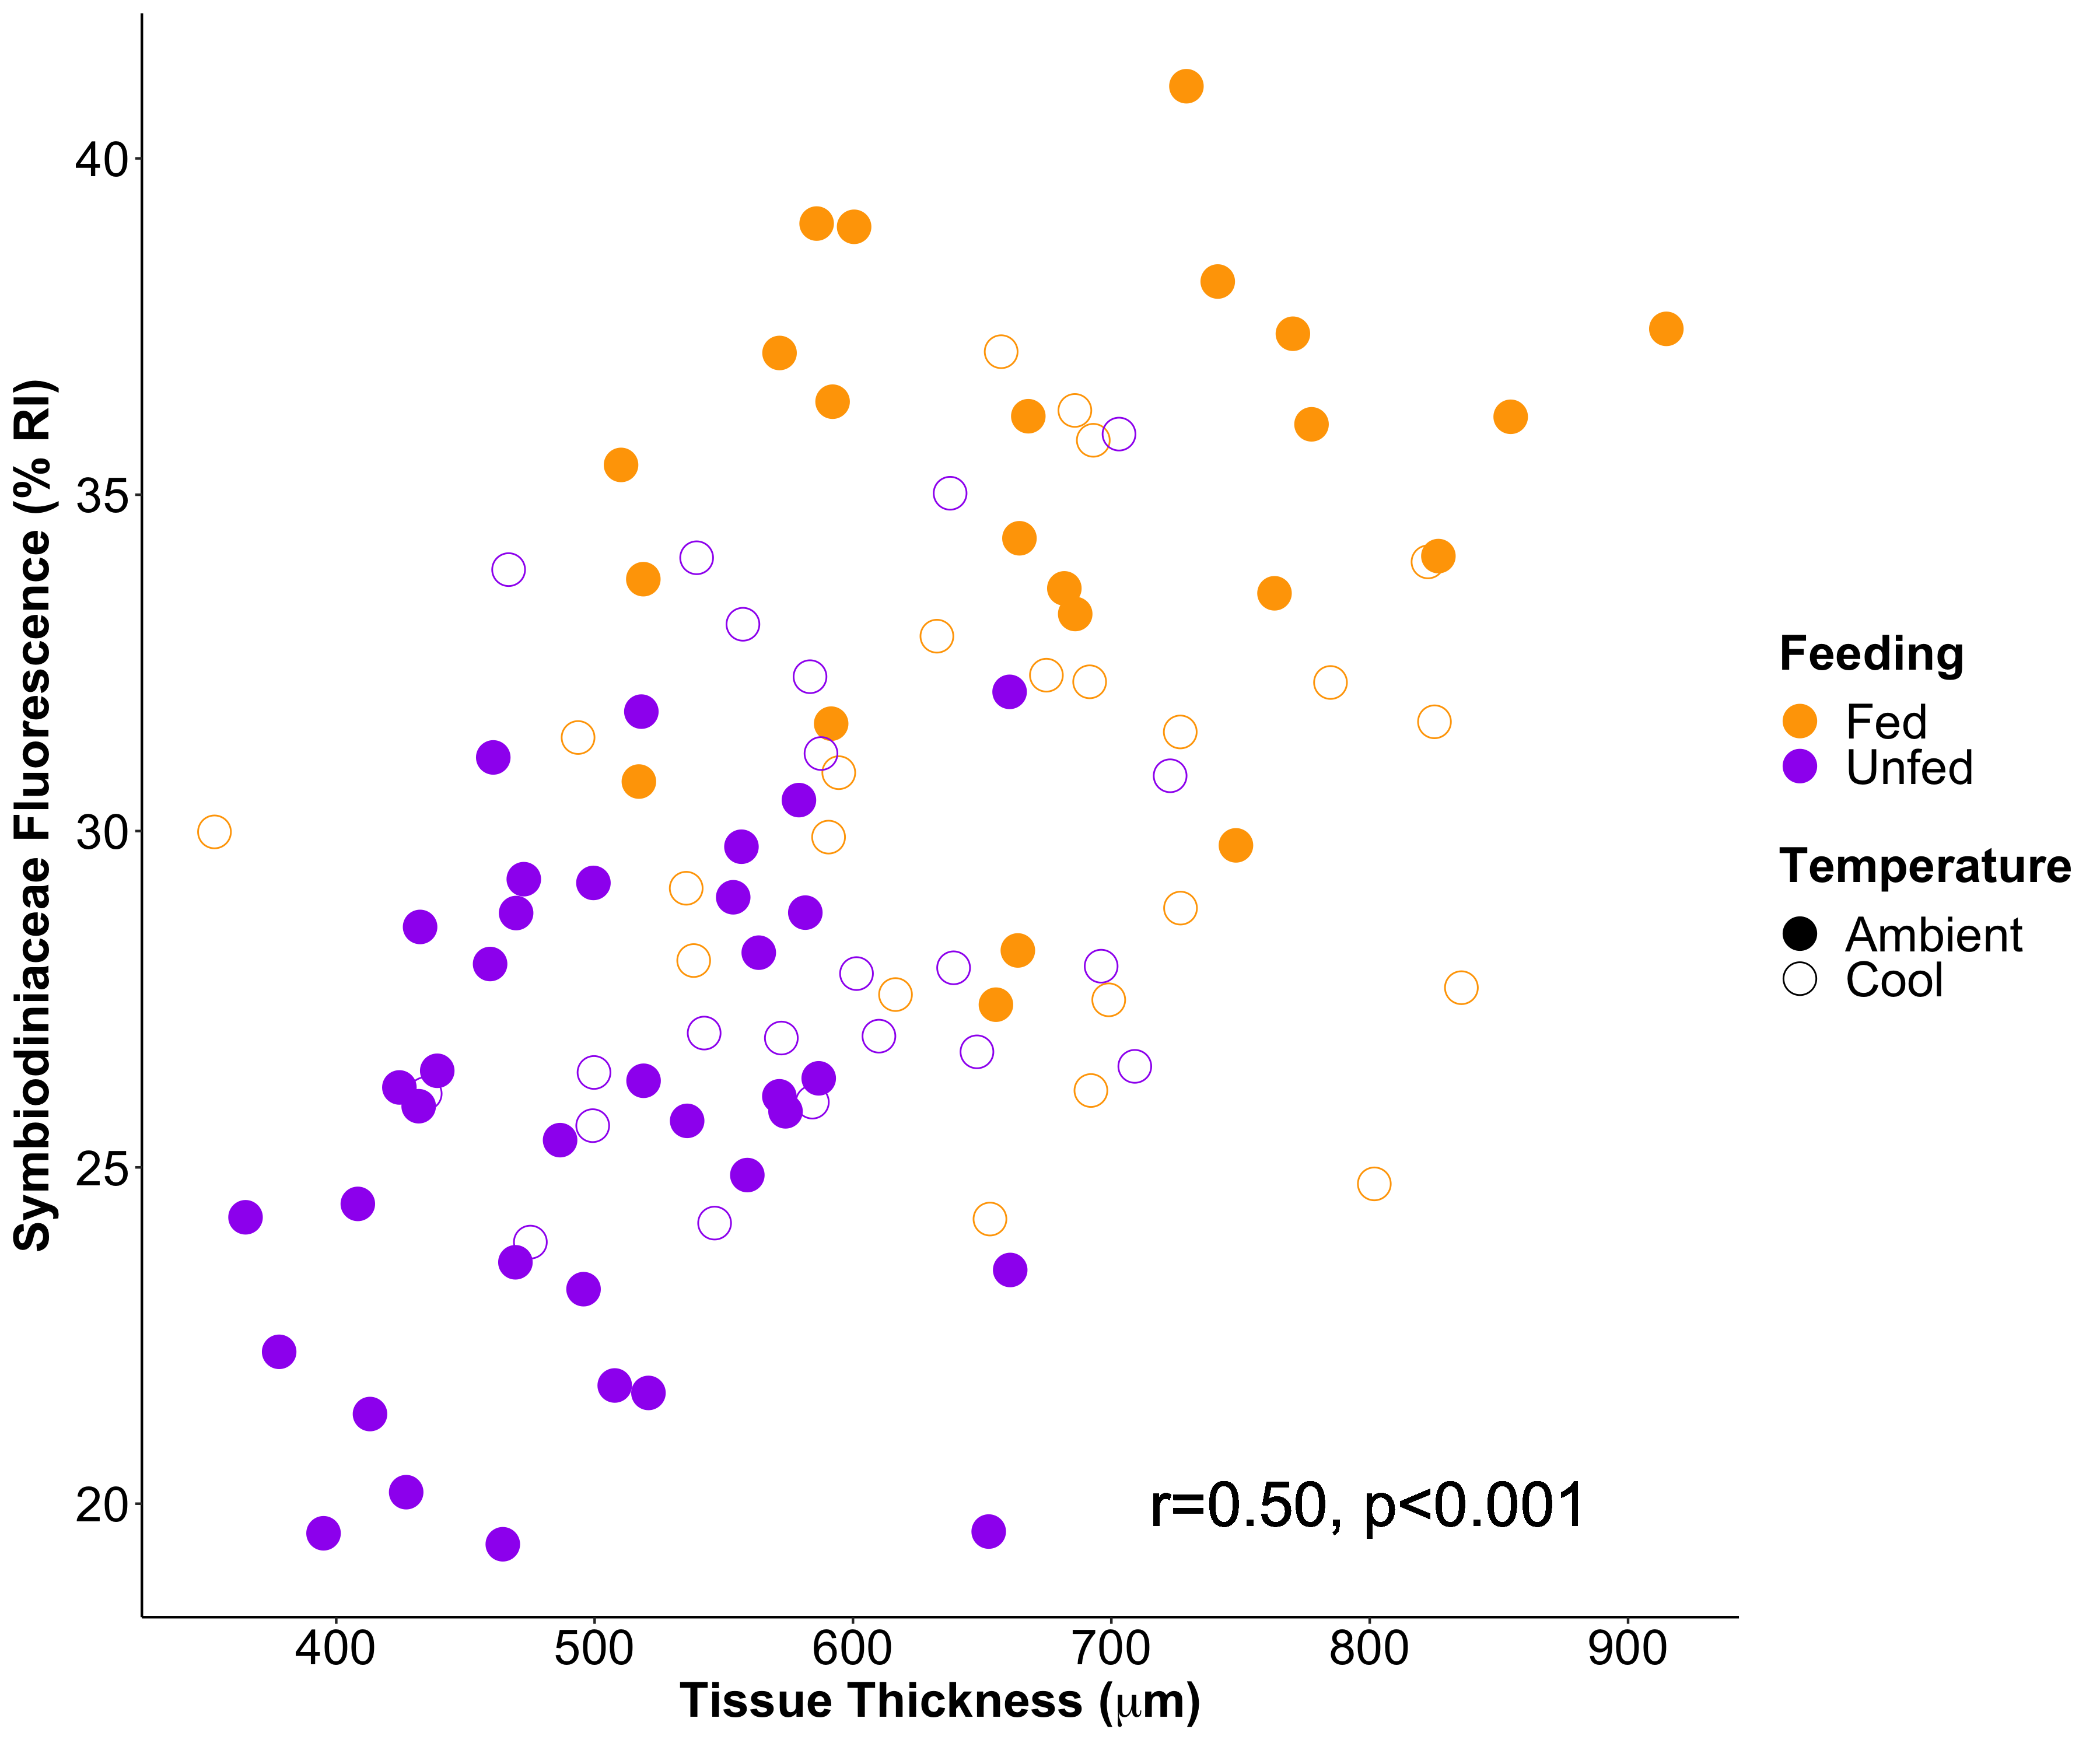 Symbiodiniaceae Fluorescence (% RI)
40
35
30
25
20
400 500 600 700 800 900
Tissue Thickness (μm)
r=0.50, p<0.001
Feeding
Fed
Unfed
Temperature
Ambient
Cool